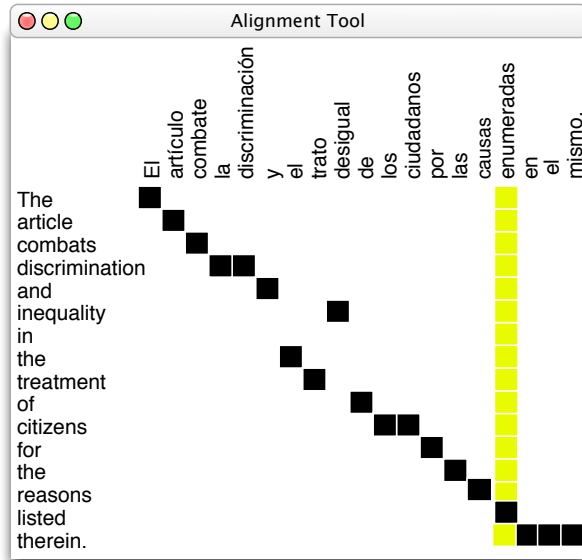 Alignment Tool
El
artículo
combate
la
discriminación
y
el
trato
desigual
de
los
ciudadanos
por
las
causas
enumeradas
en
el
mismo.
The
article
combats
discrimination
and
inequality
in
the
treatment
of
citizens
for
the
reasons
listed
therein.